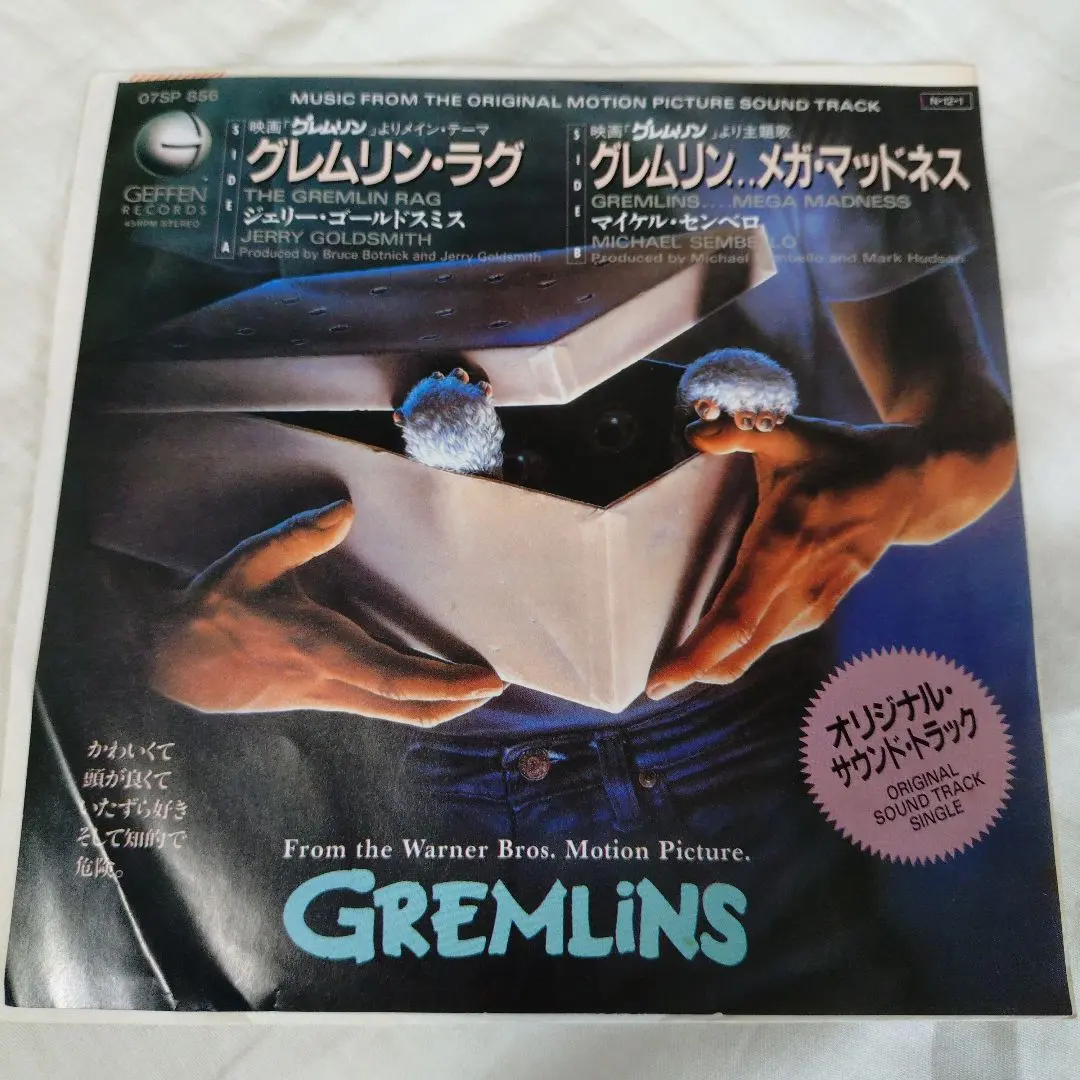 07SP 856
MUSIC FROM THE ORIGINAL MOTION PICTURE SOUND TRACK
N-12-1
GEFFEN
RECORDS
45RPM STEREO
SIDE A
映画「グレムリン」よりメイン・テーマ
グレムリン・ラグ
THE GREMLIN RAG
ジェリー・ゴールドスミス
JERRY GOLDSMITH
Produced by Bruce Botnick and Jerry Goldsmith
SIDE B
映画「グレムリン」より主題歌
グレムリン…メガ・マッドネス
GREMLINS....MEGA MADNESS
マイケル・センベロ
MICHAEL SEMBELLO
Produced by Michael Sembello and Mark Hudson
かわいくて
頭が良くて
いたずら好き
そして知的で
危険。
オリジナル・
サウンド・トラック
ORIGINAL
SOUND TRACK
SINGLE
From the Warner Bros. Motion Picture.
GREMLiNS